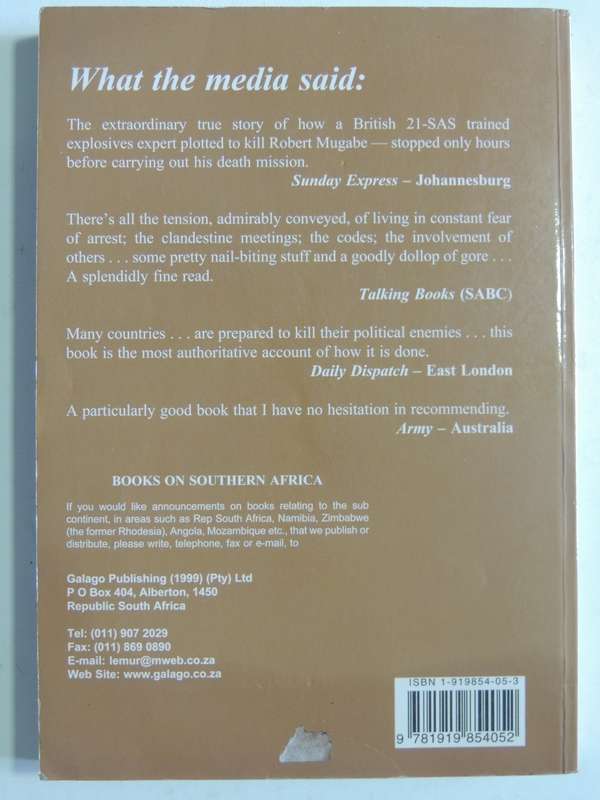 What the media said:
The extraordinary true story of how a British 21-SAS trained
explosives expert plotted to kill Robert Mugabe — stopped only hours
before carrying out his death mission.
Sunday Express – Johannesburg
There's all the tension, admirably conveyed, of living in constant fear
of arrest; the clandestine meetings; the codes; the involvement of
others . . . some pretty nail-biting stuff and a goodly dollop of gore . . .
A splendidly fine read.
Talking Books (SABC)
Many countries . . . are prepared to kill their political enemies . . . this
book is the most authoritative account of how it is done.
Daily Dispatch – East London
A particularly good book that I have no hesitation in recommending.
Army – Australia
BOOKS ON SOUTHERN AFRICA
If you would like announcements on books relating to the sub
continent, in areas such as Rep South Africa, Namibia, Zimbabwe
(the former Rhodesia), Angola, Mozambique etc., that we publish or
distribute, please write, telephone, fax or e-mail, to
Galago Publishing (1999) (Pty) Ltd
P O Box 404, Alberton, 1450
Republic South Africa
Tel: (011) 907 2029
Fax: (011) 869 0890
E-mail: lemur@mweb.co.za
Web Site: www.galago.co.za
ISBN 1-919854-05-3
9 781919 854052